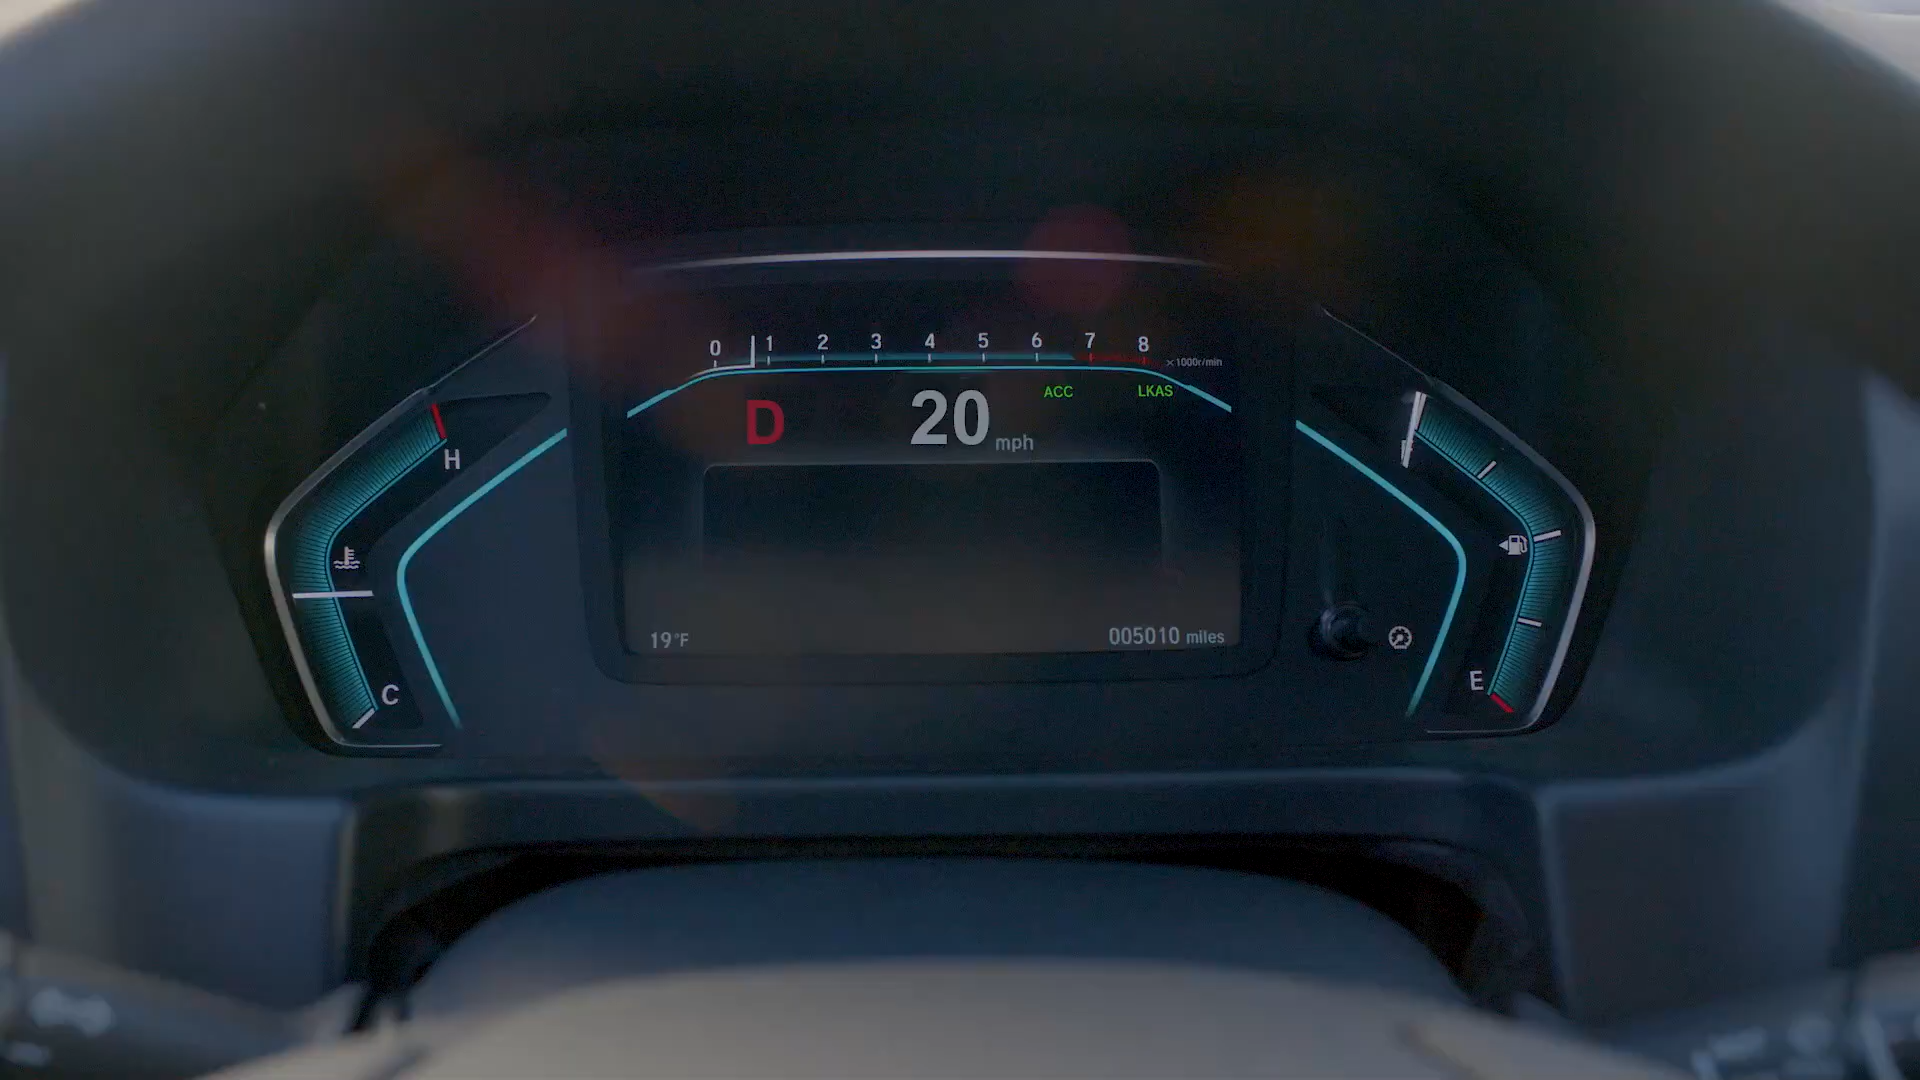 0 1 2 3 4 5 6 7 8
×1000r/min
ACC LKAS
D 20 mph
H
C
E
19°F
005010 miles